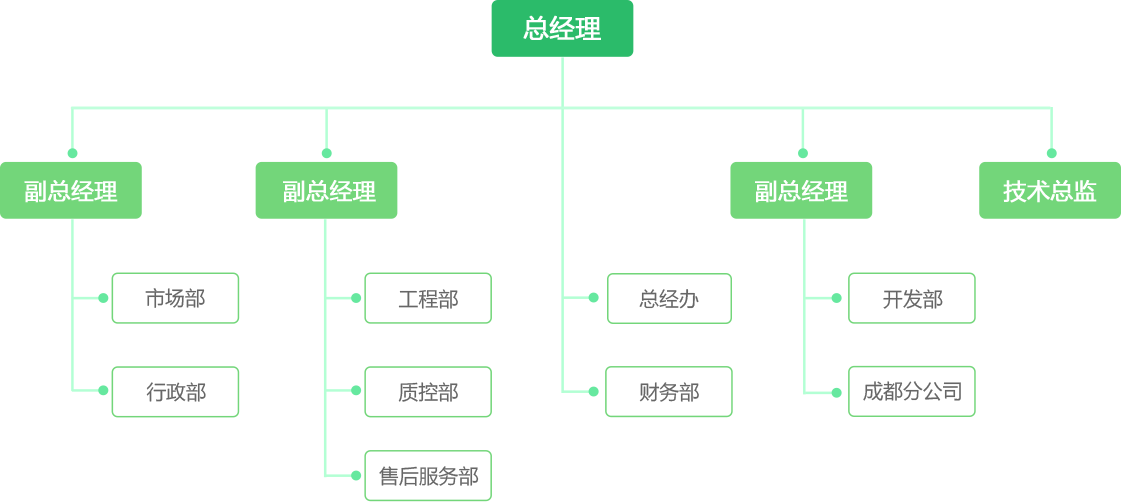 总经理
副总经理
副总经理
副总经理
技术总监
市场部
工程部
总经办
开发部
行政部
质控部
财务部
成都分公司
售后服务部